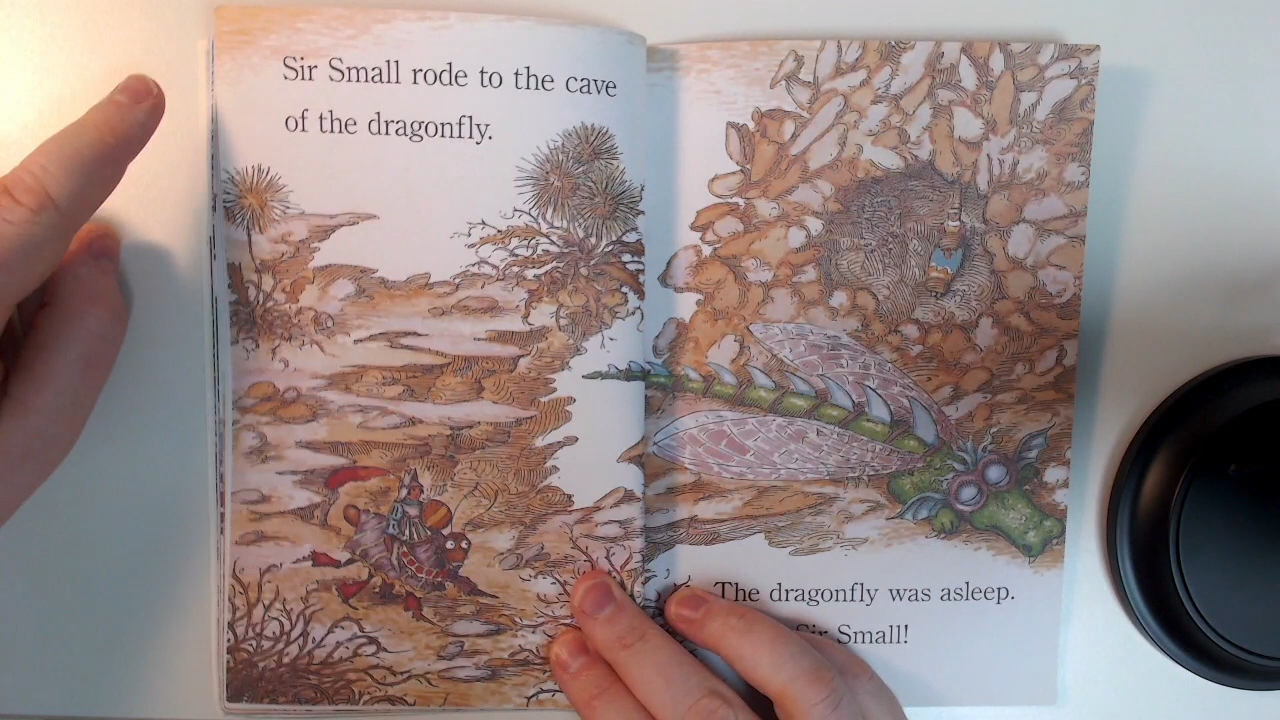 Sir Small rode to the cave
of the dragonfly.
The dragonfly was asleep.
Sir Small!